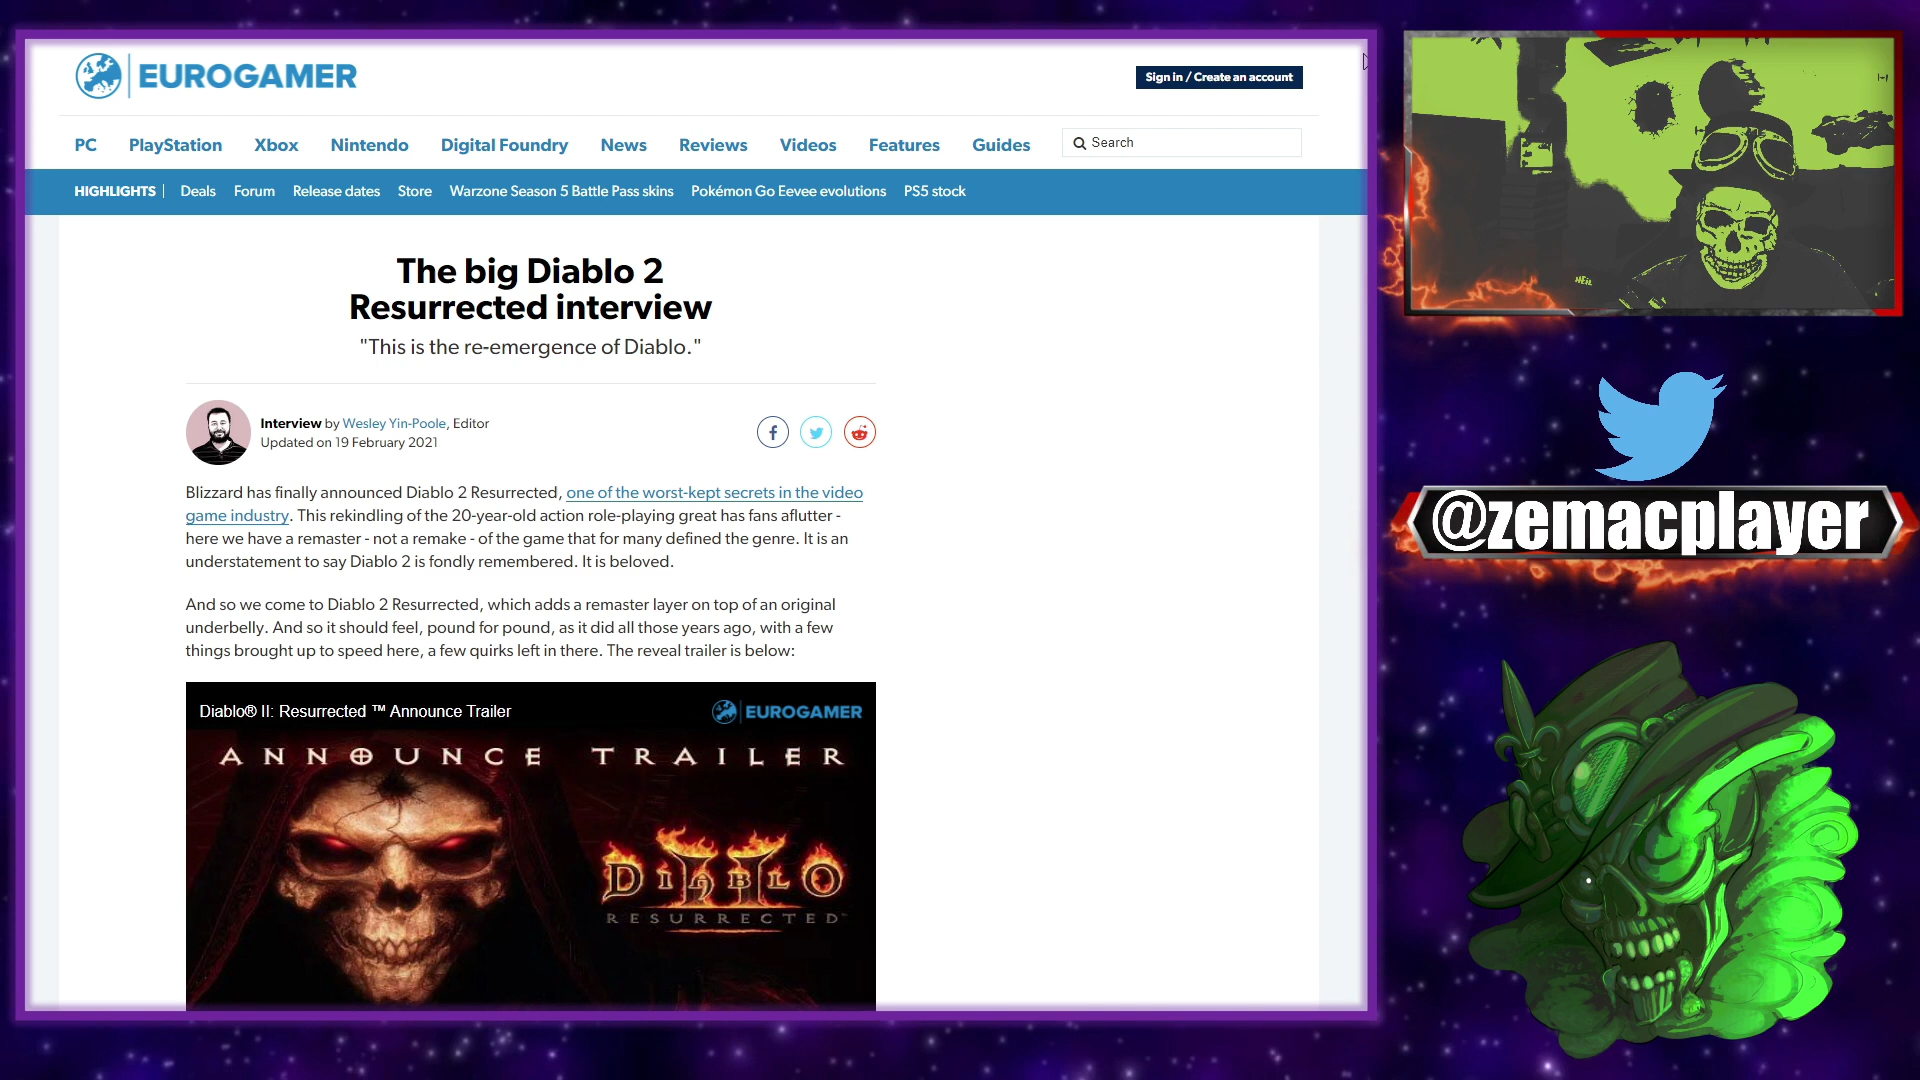 EUROGAMER
Sign in / Create an account
PC PlayStation Xbox Nintendo Digital Foundry News Reviews Videos Features Guides Search
HIGHLIGHTS | Deals Forum Release dates Store Warzone Season 5 Battle Pass skins Pokémon Go Eevee evolutions PS5 stock
The big Diablo 2
Resurrected interview
"This is the re-emergence of Diablo."
Interview by Wesley Yin-Poole, Editor
Updated on 19 February 2021
Blizzard has finally announced Diablo 2 Resurrected, one of the worst-kept secrets in the video
game industry. This rekindling of the 20-year-old action role-playing great has fans aflutter -
here we have a remaster - not a remake - of the game that for many defined the genre. It is an
understatement to say Diablo 2 is fondly remembered. It is beloved.
And so we come to Diablo 2 Resurrected, which adds a remaster layer on top of an original
underbelly. And so it should feel, pound for pound, as it did all those years ago, with a few
things brought up to speed here, a few quirks left in there. The reveal trailer is below:
Diablo® II: Resurrected ™ Announce Trailer
EUROGAMER
ANNOUNCE TRAILER
DIABLO II
RESURRECTED
@zemacplayer